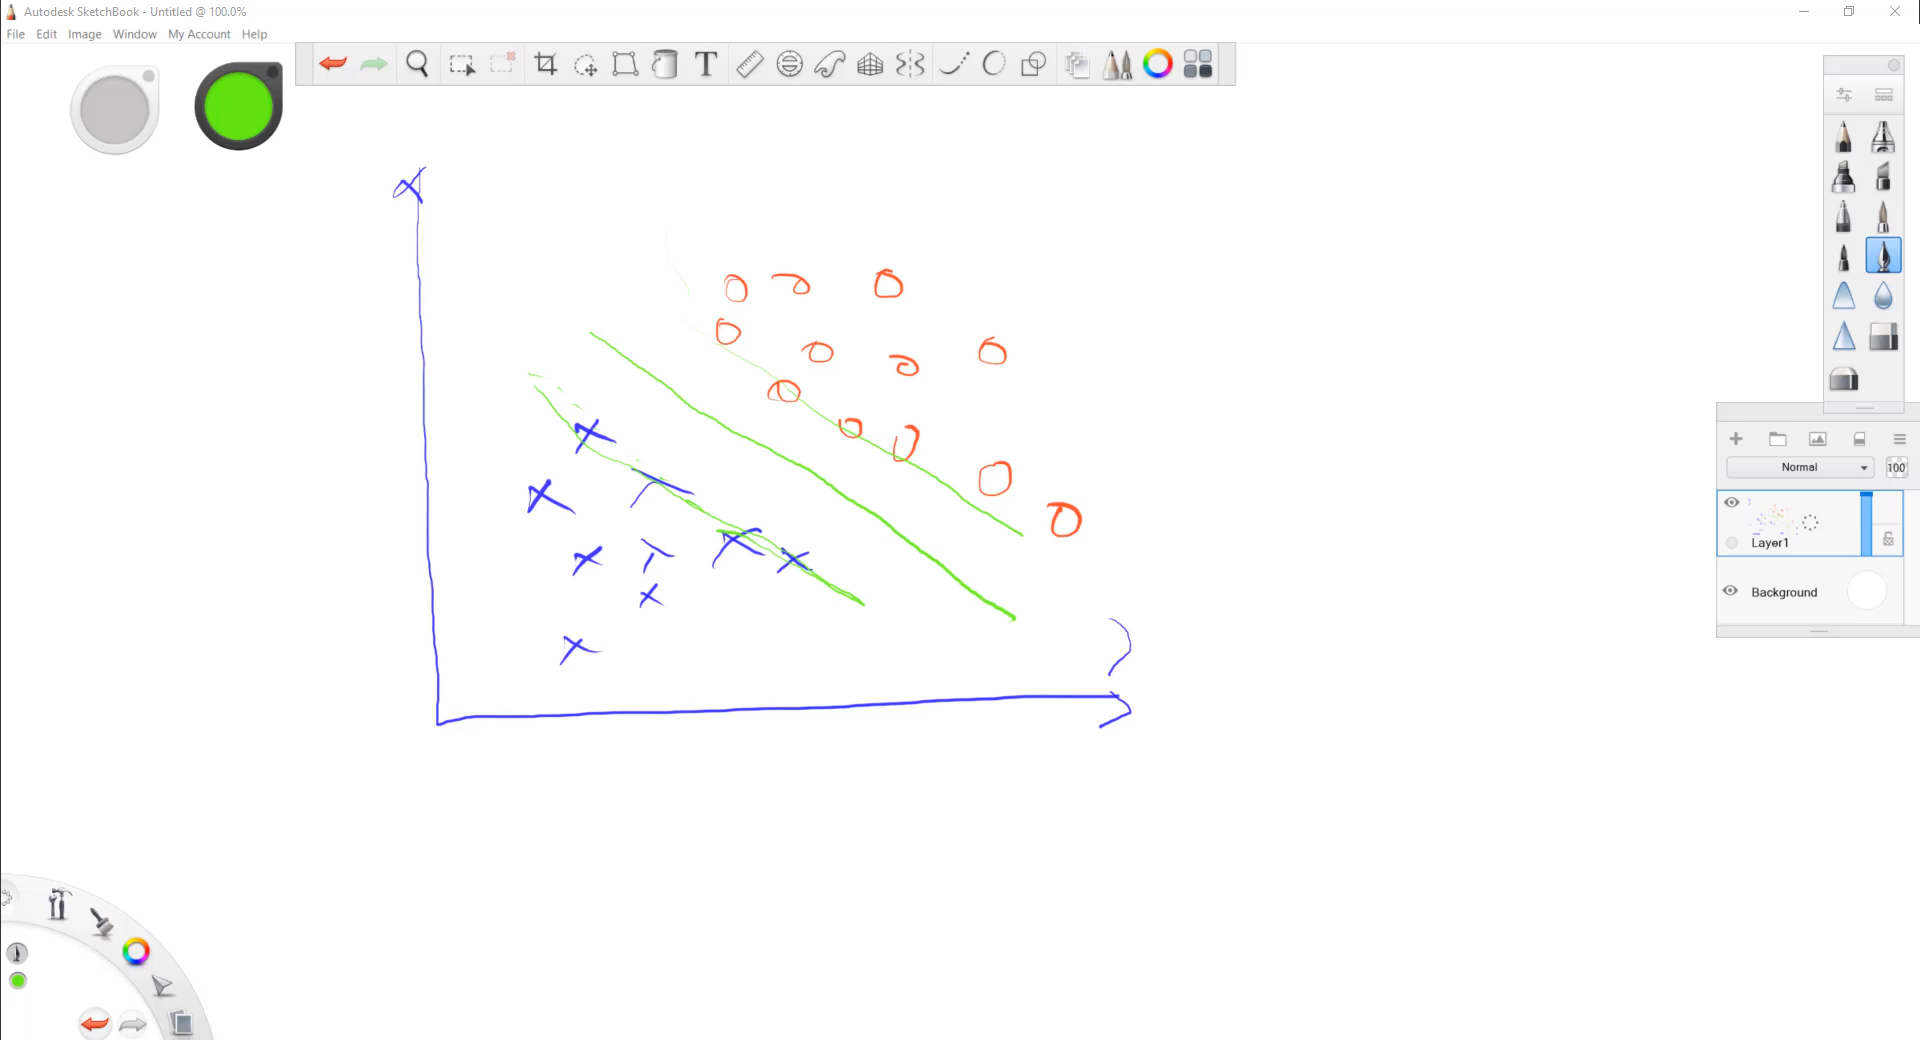 Autodesk SketchBook - Untitled @ 100.0%
File Edit Image Window My Account Help
T
Normal 100
Layer1
Background